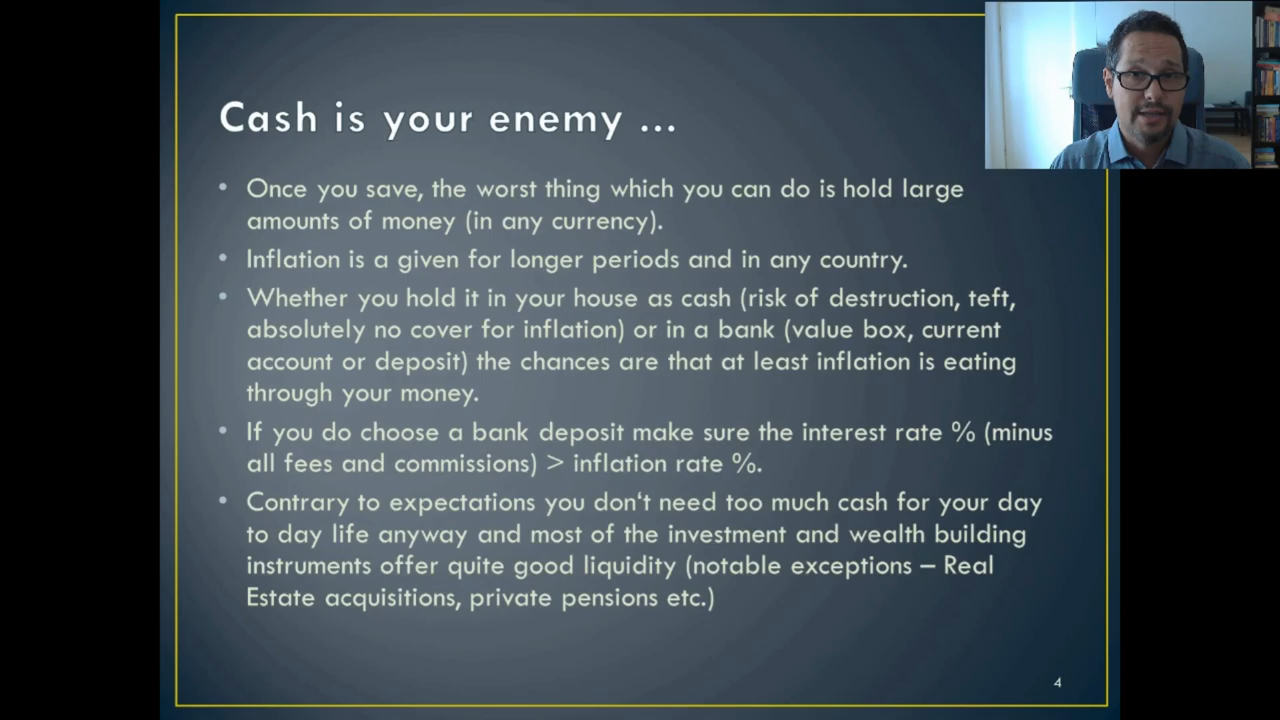 Cash is your enemy ...
• Once you save, the worst thing which you can do is hold large
amounts of money (in any currency).
• Inflation is a given for longer periods and in any country.
• Whether you hold it in your house as cash (risk of destruction, teft,
absolutely no cover for inflation) or in a bank (value box, current
account or deposit) the chances are that at least inflation is eating
through your money.
• If you do choose a bank deposit make sure the interest rate % (minus
all fees and commissions) > inflation rate %.
• Contrary to expectations you don‘t need too much cash for your day
to day life anyway and most of the investment and wealth building
instruments offer quite good liquidity (notable exceptions – Real
Estate acquisitions, private pensions etc.)
4